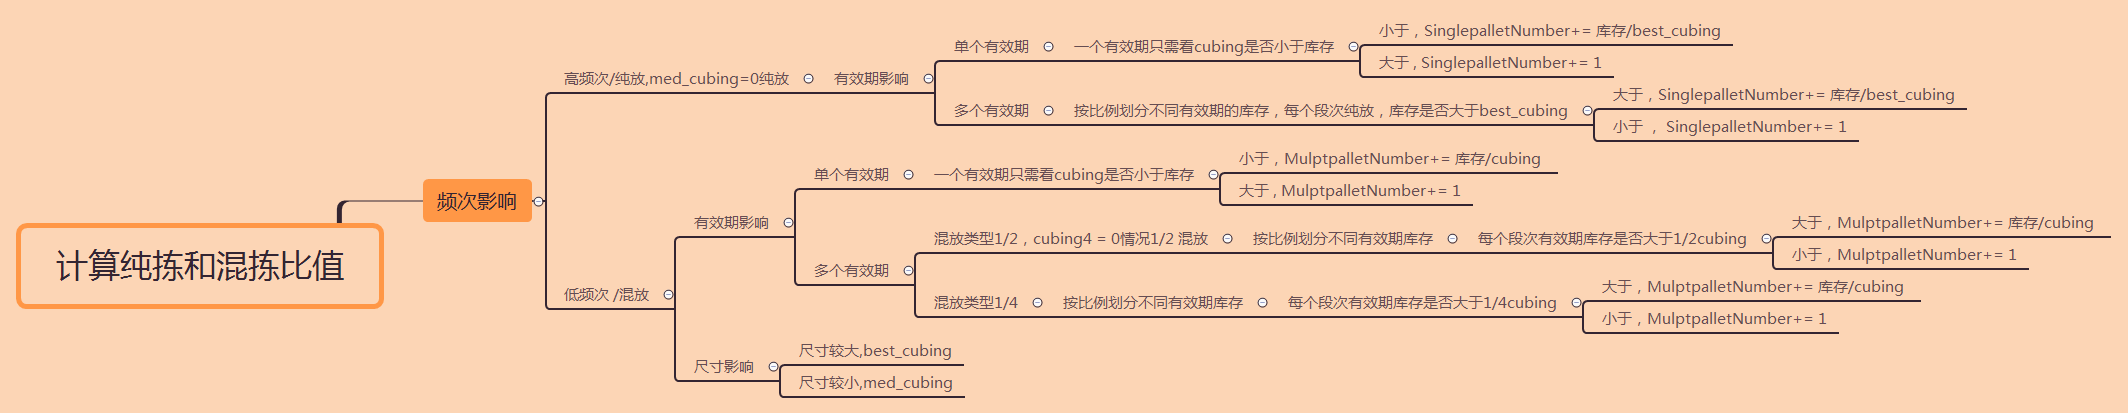 计算纯拣和混拣比值
频次影响
高频次/纯放,med_cubing=0纯放
有效期影响
单个有效期
一个有效期只需看cubing是否小于库存
小于，SinglepalletNumber+= 库存/best_cubing
大于 , SinglepalletNumber+= 1
多个有效期
按比例划分不同有效期的库存，每个段次纯放，库存是否大于best_cubing
大于，SinglepalletNumber+= 库存/best_cubing
小于 ， SinglepalletNumber+= 1
低频次 /混放
有效期影响
单个有效期
一个有效期只需看cubing是否小于库存
小于，MulptpalletNumber+= 库存/cubing
大于 , MulptpalletNumber+= 1
多个有效期
混放类型1/2，cubing4 = 0情况1/2 混放
按比例划分不同有效期库存
每个段次有效期库存是否大于1/2cubing
大于，MulptpalletNumber+= 库存/cubing
小于，MulptpalletNumber+= 1
混放类型1/4
按比例划分不同有效期库存
每个段次有效期库存是否大于1/4cubing
大于，MulptpalletNumber+= 库存/cubing
小于，MulptpalletNumber+= 1
尺寸影响
尺寸较大,best_cubing
尺寸较小,med_cubing